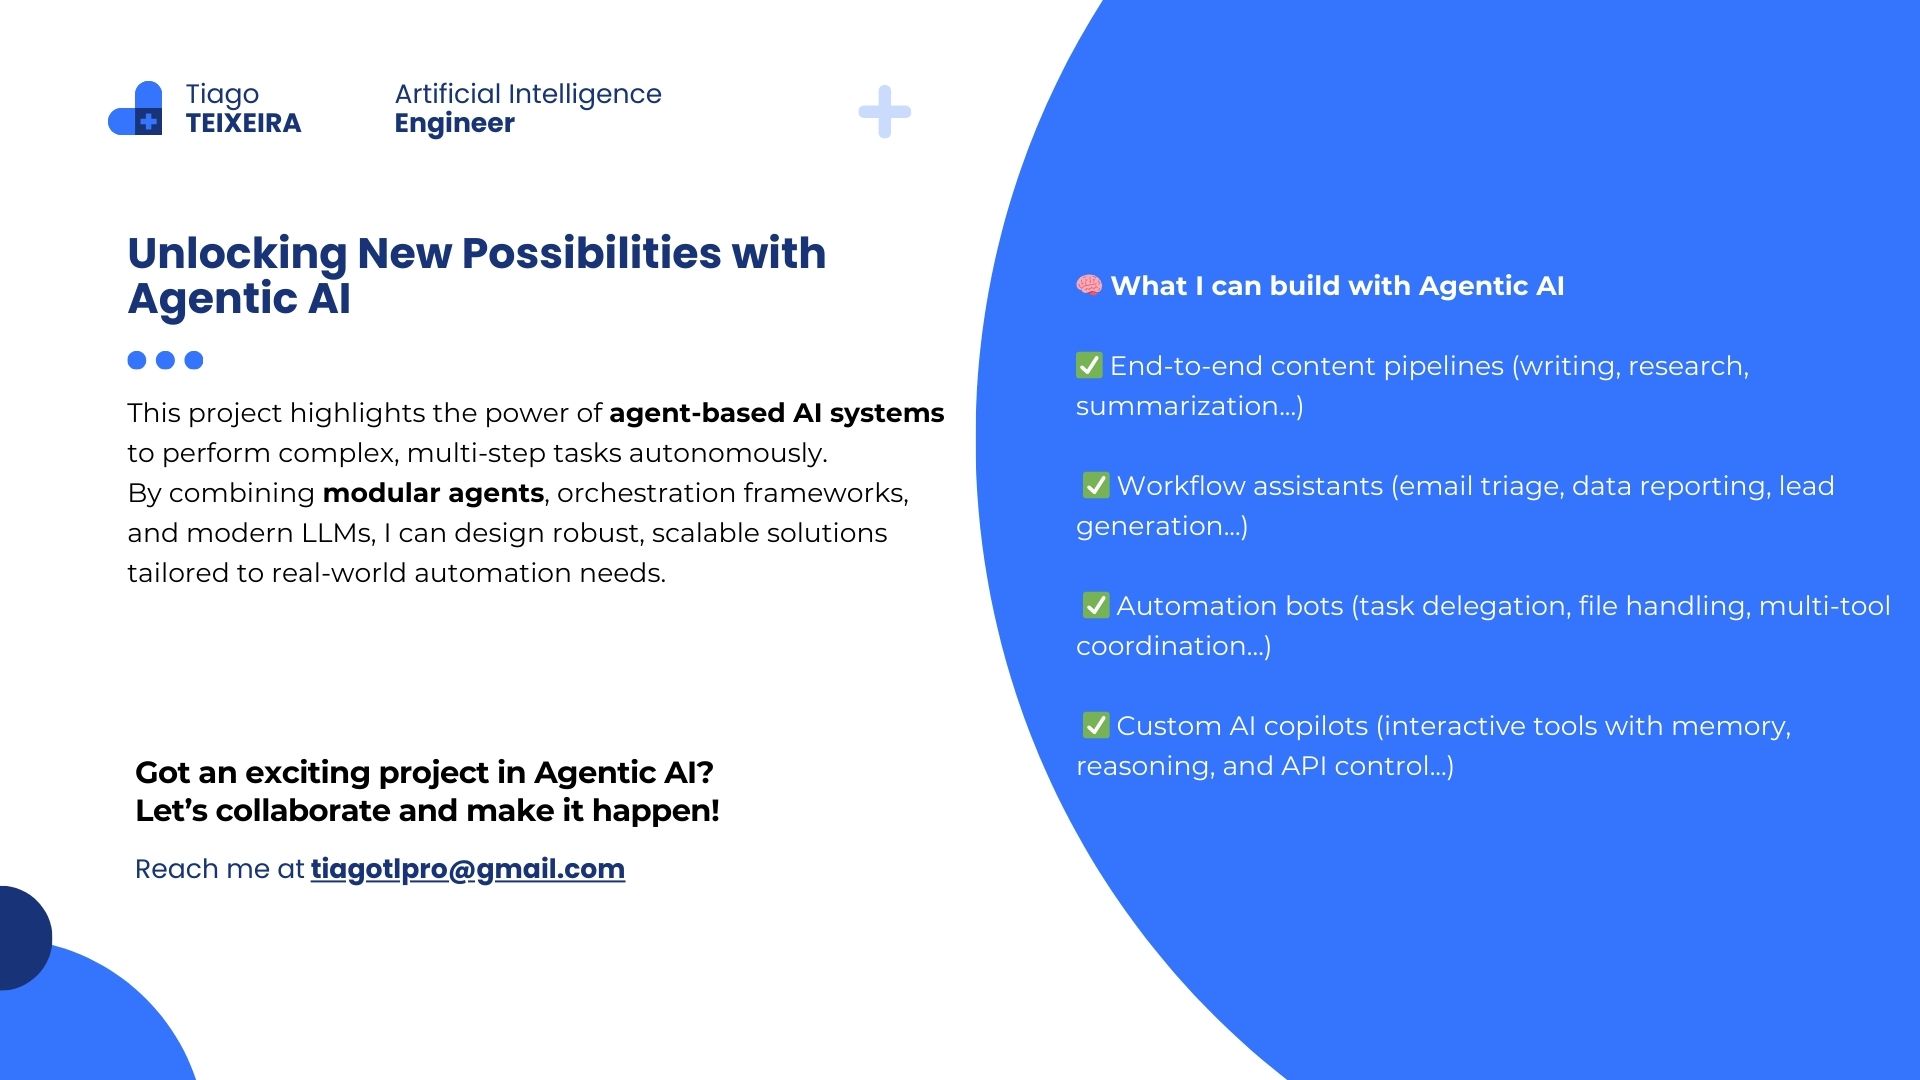 Tiago
TEIXEIRA
Artificial Intelligence
Engineer
Unlocking New Possibilities with
Agentic AI
This project highlights the power of agent-based AI systems
to perform complex, multi-step tasks autonomously.
By combining modular agents, orchestration frameworks,
and modern LLMs, I can design robust, scalable solutions
tailored to real-world automation needs.
Got an exciting project in Agentic AI?
Let’s collaborate and make it happen!
Reach me at tiagotlpro@gmail.com
🧠 What I can build with Agentic AI
✅ End-to-end content pipelines (writing, research,
summarization...)
✅ Workflow assistants (email triage, data reporting, lead
generation...)
✅ Automation bots (task delegation, file handling, multi-tool
coordination...)
✅ Custom AI copilots (interactive tools with memory,
reasoning, and API control...)